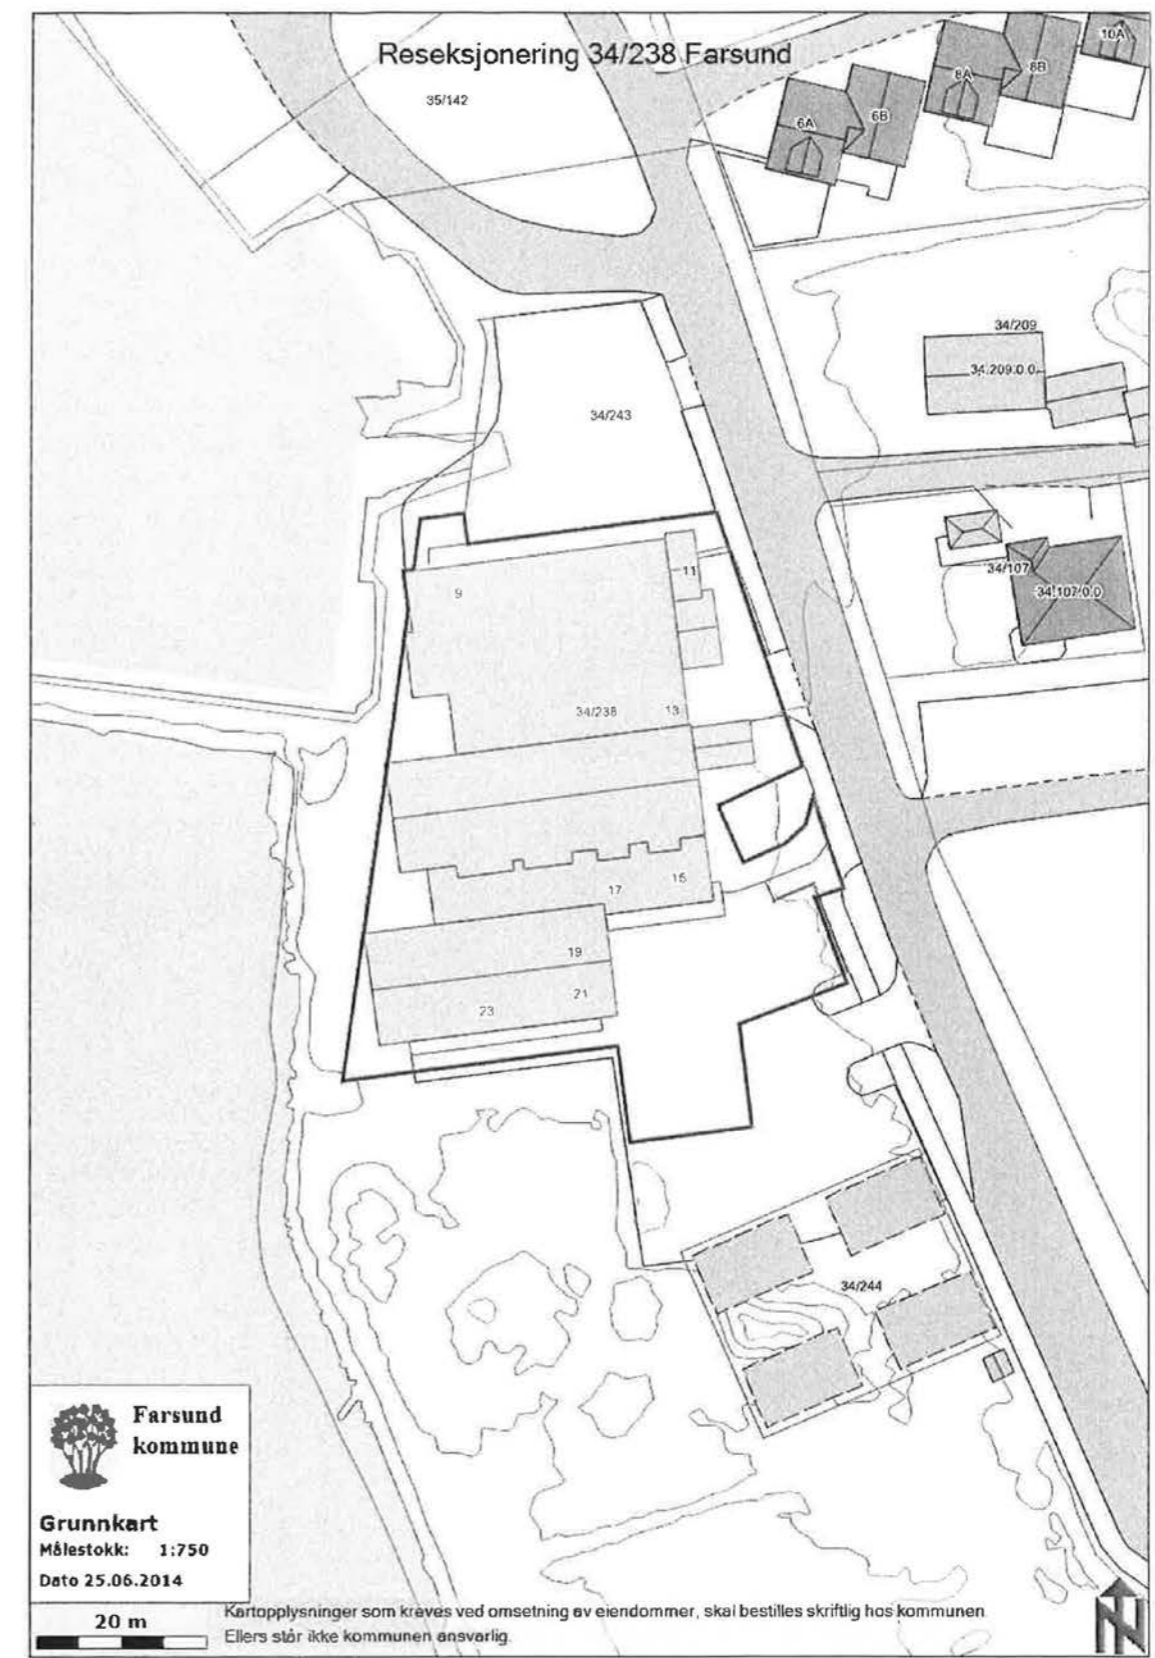 Reseksjonering 34/238 Farsund
10A
8B
8A
35/142
6B
6A
34/209
34.209.0.0
34/243
34/107
34.107.0.0
11
9
34/238
13
15
17
19
21
23
34/244
Farsund
kommune
Grunnkart
Målestokk: 1:750
Dato 25.06.2014
20 m
Kartopplysninger som kreves ved omsetning av eiendommer, skal bestilles skriftlig hos kommunen.
Ellers står ikke kommunen ansvarlig.
N